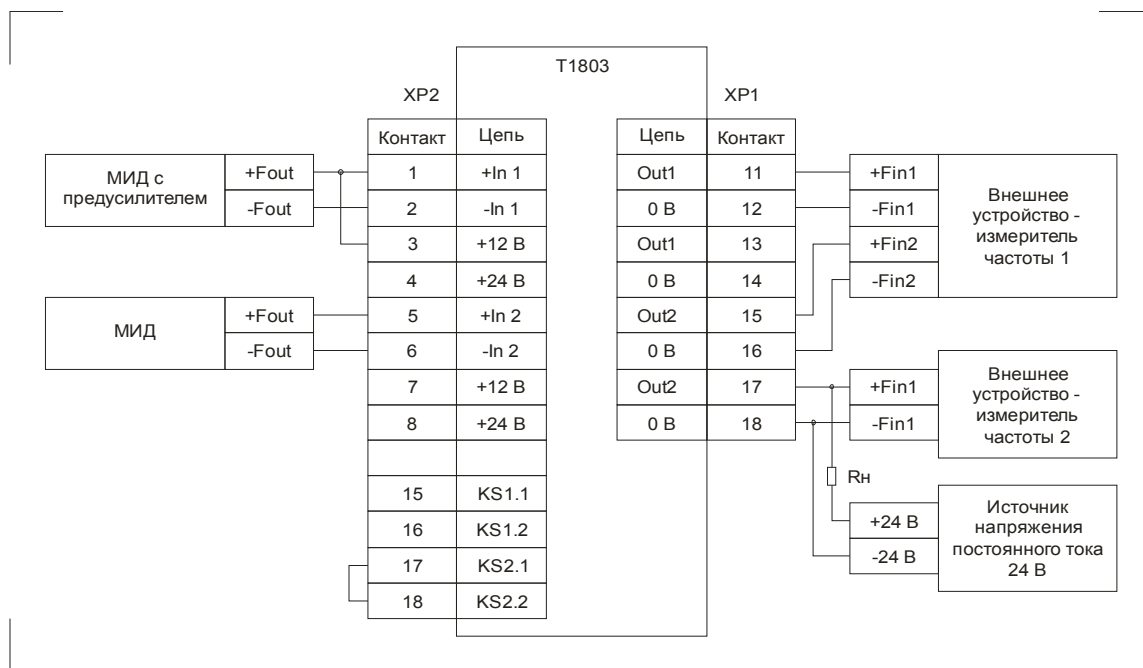 T1803
XP2
XP1
Контакт Цепь
Цепь Контакт
МИД с
предусилителем
+Fout
-Fout
МИД
+Fout
-Fout
1 +In 1
2 -In 1
3 +12 В
4 +24 В
5 +In 2
6 -In 2
7 +12 В
8 +24 В
15 KS1.1
16 KS1.2
17 KS2.1
18 KS2.2
Out1 11
0 В 12
Out1 13
0 В 14
Out2 15
0 В 16
Out2 17
0 В 18
+Fin1
-Fin1
+Fin2
-Fin2
Внешнее
устройство -
измеритель
частоты 1
+Fin1
-Fin1
Внешнее
устройство -
измеритель
частоты 2
Rн
+24 В
-24 В
Источник
напряжения
постоянного тока
24 В